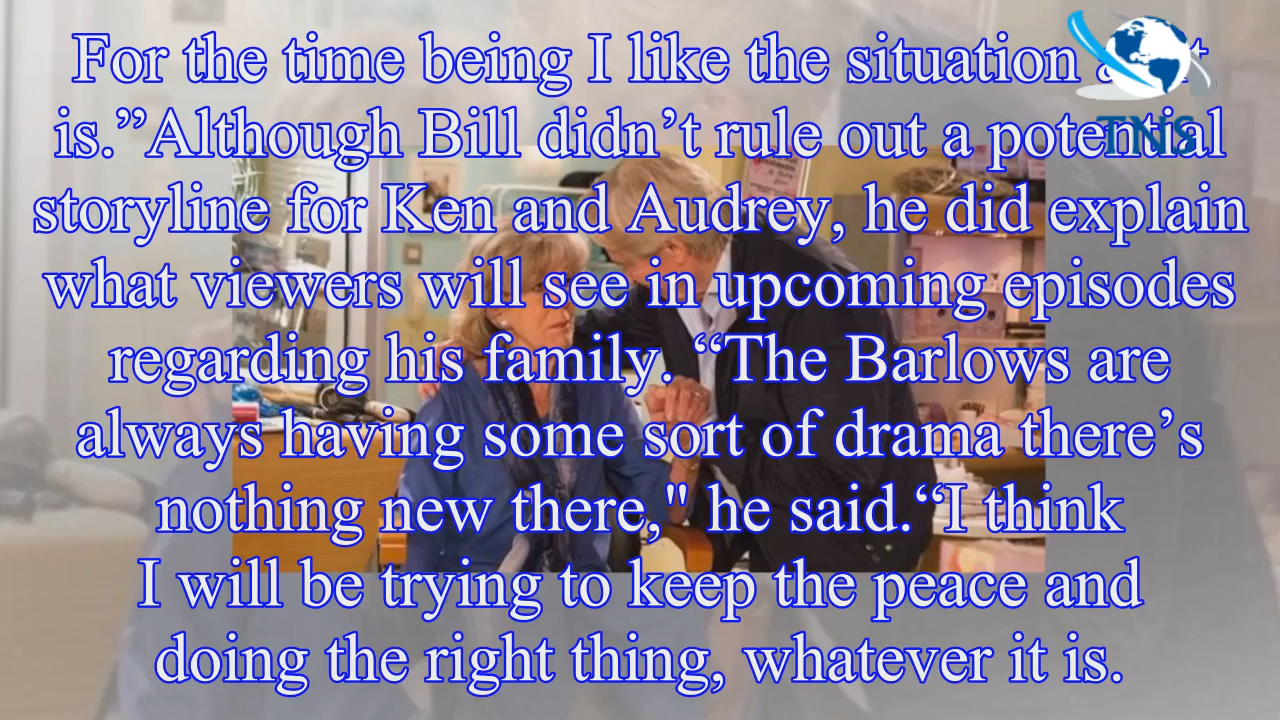 For the time being I like the situation
is.”Although Bill didn’t rule out a potential
storyline for Ken and Audrey, he did explain
what viewers will see in upcoming episodes
regarding his family. “The Barlows are
always having some sort of drama there’s
nothing new there," he said.“I think
I will be trying to keep the peace and
doing the right thing, whatever it is.
TNS